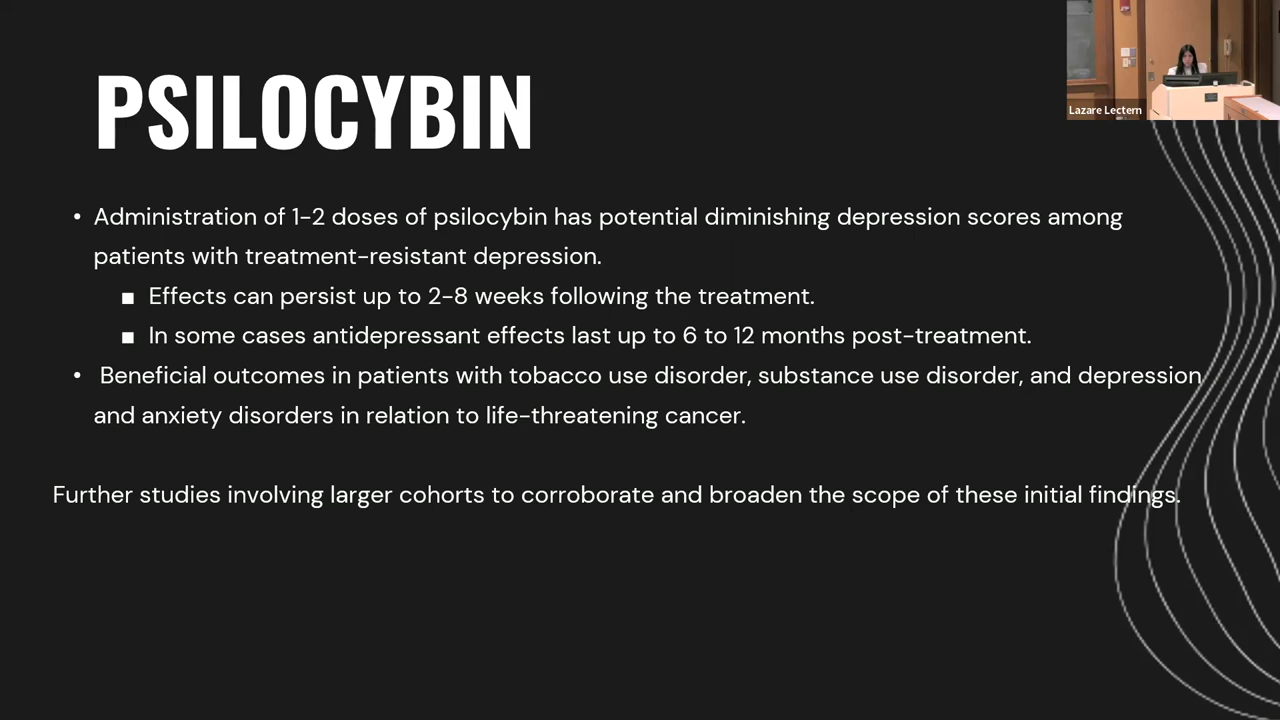 Lazare Lectern
PSILOCYBIN
• Administration of 1-2 doses of psilocybin has potential diminishing depression scores among
patients with treatment-resistant depression.
▪ Effects can persist up to 2-8 weeks following the treatment.
▪ In some cases antidepressant effects last up to 6 to 12 months post-treatment.
• Beneficial outcomes in patients with tobacco use disorder, substance use disorder, and depression
and anxiety disorders in relation to life-threatening cancer.
Further studies involving larger cohorts to corroborate and broaden the scope of these initial findings.